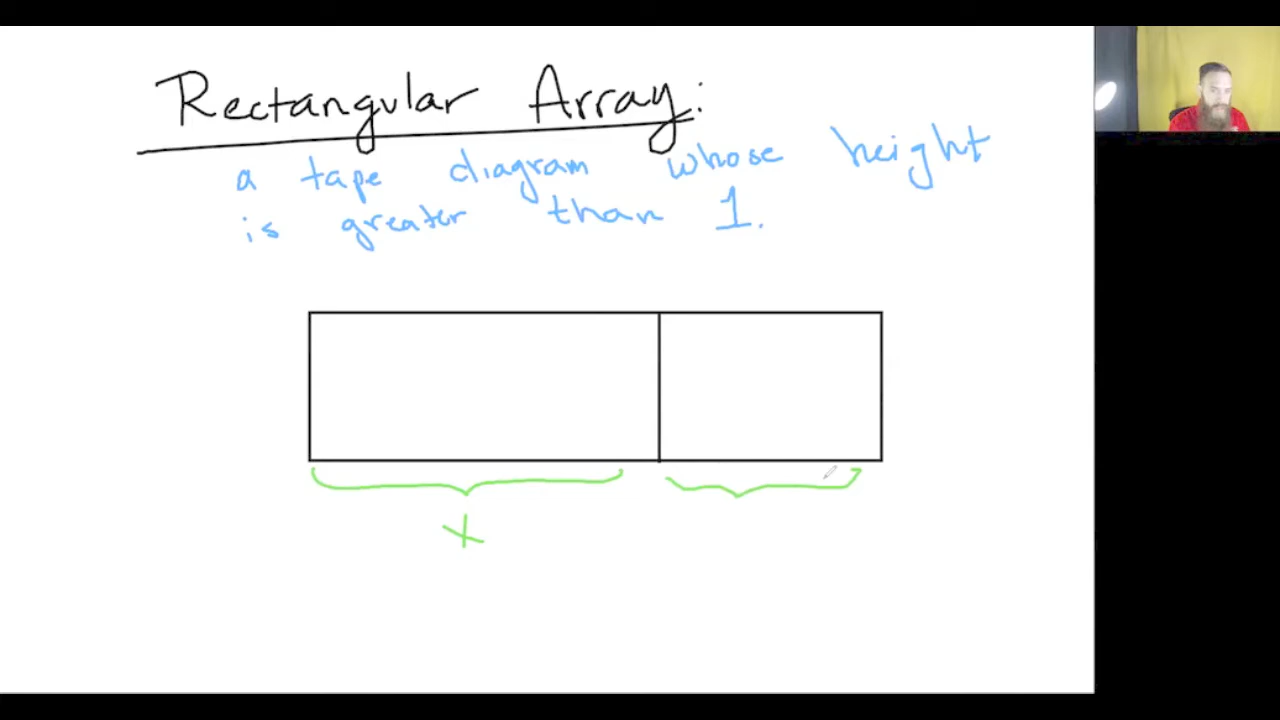 Rectangular Array:
a tape diagram whose height
is greater than 1.
x